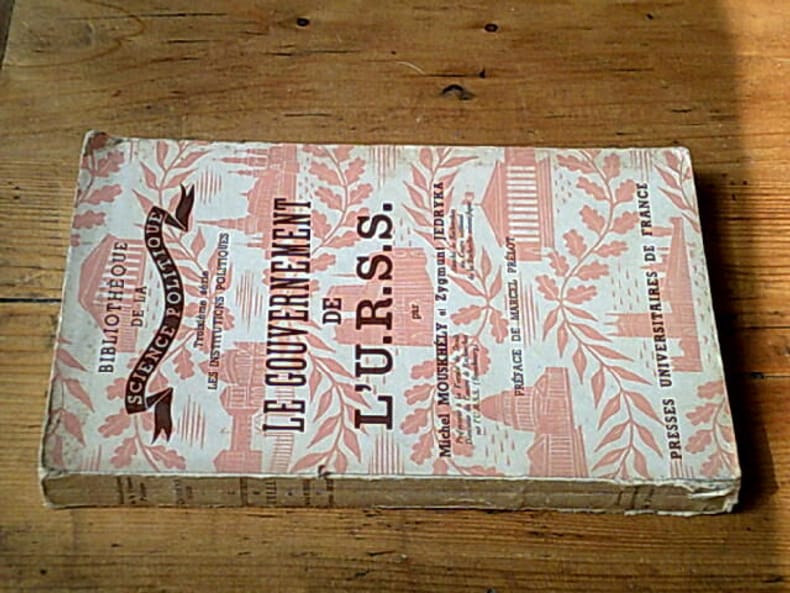 BIBLIOTHÈQUE
DE LA
SCIENCE POLITIQUE
Troisième série
LES INSTITUTIONS POLITIQUES
LE GOUVERNEMENT
DE
L'U.R.S.S.
par
Michel MOUSKHÉLY et Zygmunt JEDRYKA
PRÉFACE DE MARCEL PRÉLOT
PRESSES UNIVERSITAIRES DE FRANCE